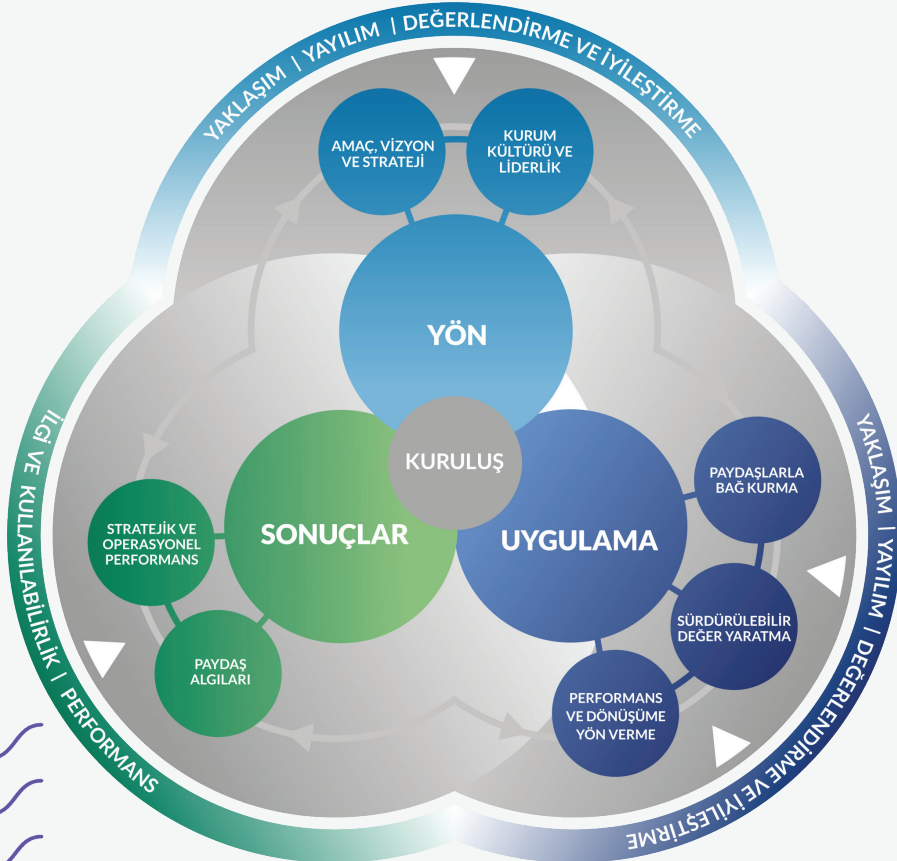 YAKLAŞIM | YAYILIM | DEĞERLENDİRME VE İYİLEŞTİRME
AMAÇ, VİZYON
VE STRATEJİ
KURUM
KÜLTÜRÜ VE
LİDERLİK
YÖN
KURULUŞ
SONUÇLAR
UYGULAMA
STRATEJİK VE
OPERASYONEL
PERFORMANS
PAYDAŞ
ALGILARI
PAYDAŞLARLA
BAĞ KURMA
SÜRDÜRÜLEBİLİR
DEĞER YARATMA
PERFORMANS
VE DÖNÜŞÜME
YÖN VERME
İLGİ VE KULLANILABİLİRLİK | PERFORMANS
YAKLAŞIM | YAYILIM | DEĞERLENDİRME VE İYİLEŞTİRME